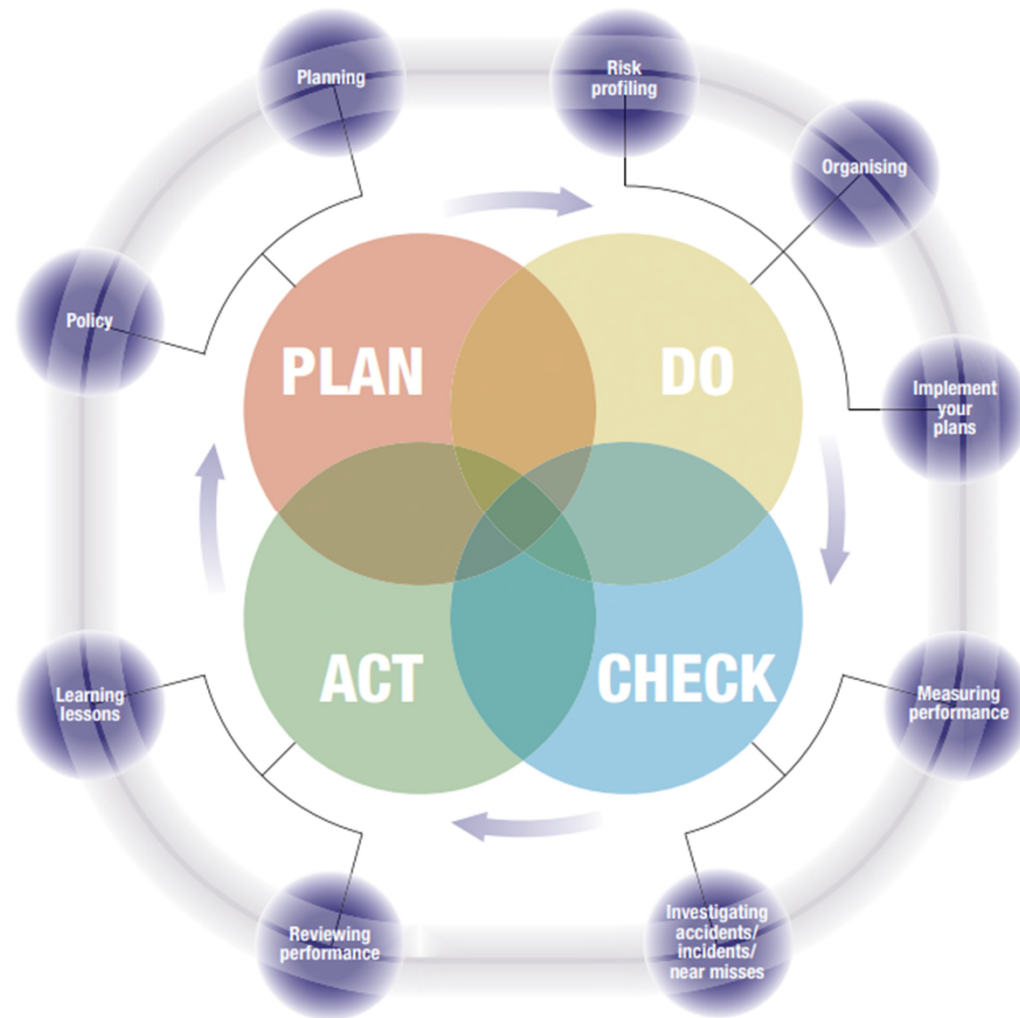 Planning
Risk
profiling
Organising
Policy
PLAN
DO
Implement
your
plans
ACT
CHECK
Learning
lessons
Measuring
performance
Reviewing
performance
Investigating
accidents/
incidents/
near misses